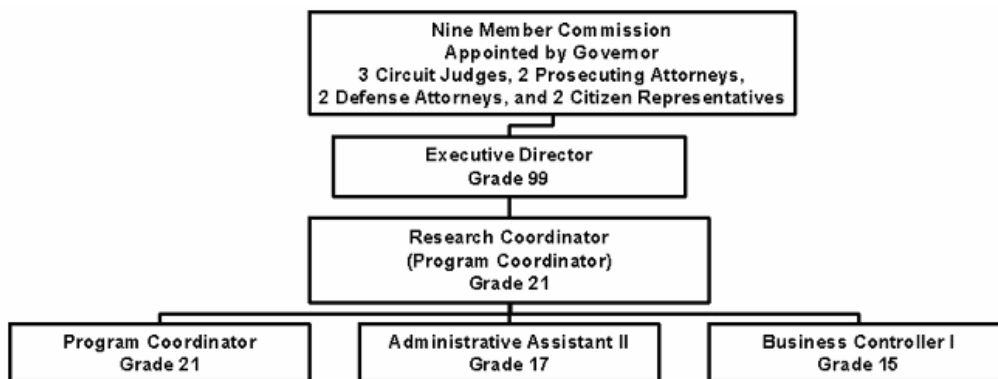 Nine Member Commission
Appointed by Governor
3 Circuit Judges, 2 Prosecuting Attorneys,
2 Defense Attorneys, and 2 Citizen Representatives
Executive Director
Grade 99
Research Coordinator
(Program Coordinator)
Grade 21
Program Coordinator
Grade 21
Administrative Assistant II
Grade 17
Business Controller I
Grade 15